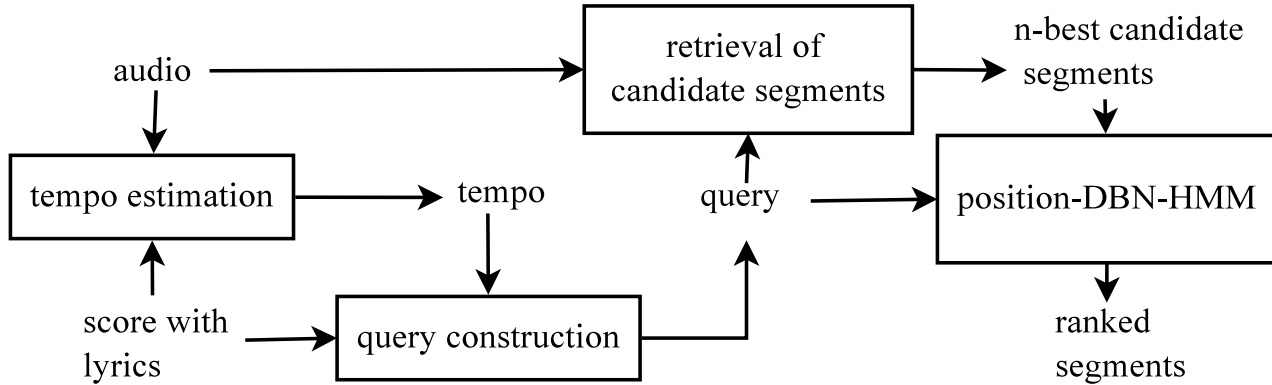 audio
retrieval of
candidate segments
n-best candidate
segments
tempo estimation
tempo
query
position-DBN-HMM
score with
lyrics
query construction
ranked
segments